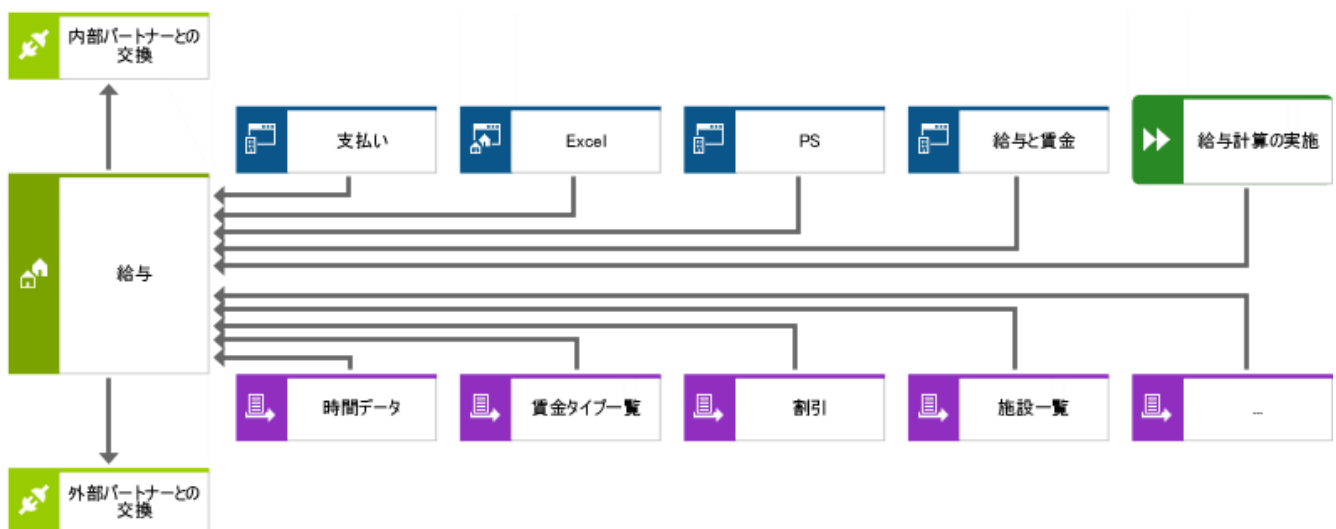 内部パートナーとの
交換
支払い
Excel
PS
給与と賃金
給与計算の実施
給与
時間データ
賃金タイプ一覧
割引
施設一覧
...
外部パートナーとの
交換